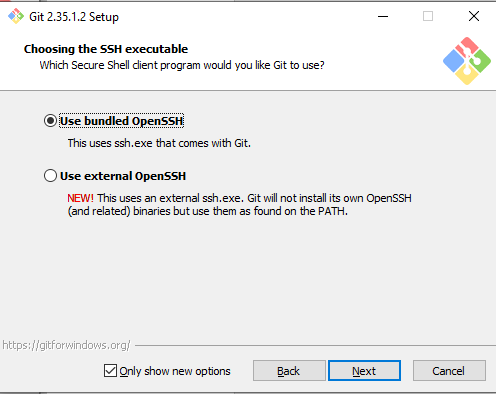 Git 2.35.1.2 Setup
Choosing the SSH executable
Which Secure Shell client program would you like Git to use?
Use bundled OpenSSH
This uses ssh.exe that comes with Git.
Use external OpenSSH
NEW! This uses an external ssh.exe. Git will not install its own OpenSSH
(and related) binaries but use them as found on the PATH.
https://gitforwindows.org/
Only show new options
Back
Next
Cancel